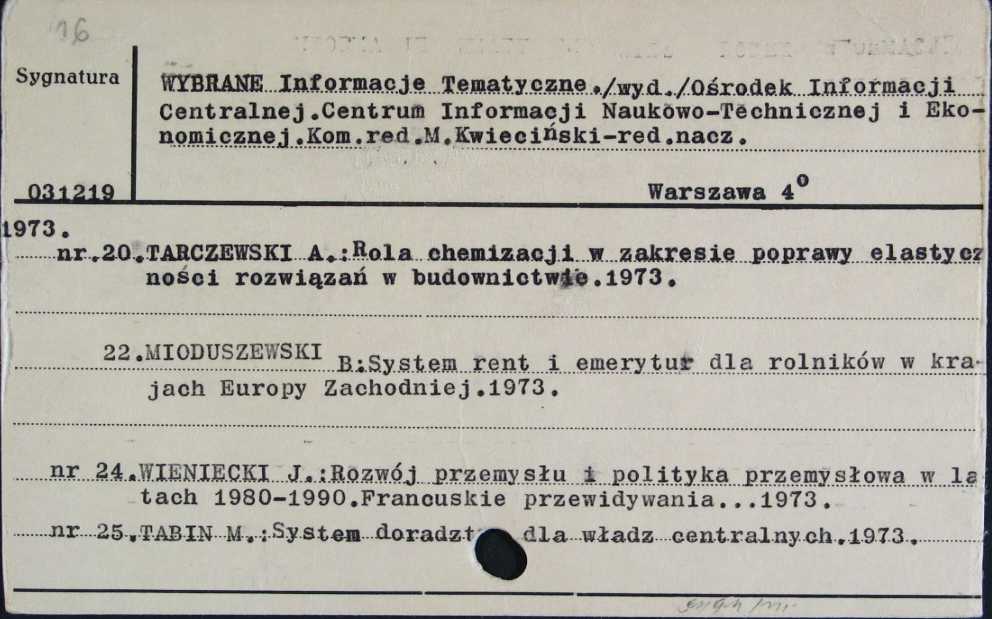 16
Sygnatura
WYBRANE Informacje Tematyczne./wyd./Ośrodek Informacji
Centralnej.Centrum Informacji Naukowo-Technicznej i Eko-
nomicznej.Kom.red.M.Kwieciński-red.nacz.
031219
Warszawa 4º
1973.
nr.20.TARCZEWSKI A.:Rola chemizacji w zakresie poprawy elastycz
ności rozwiązań w budownictwie.1973.
22.MIODUSZEWSKI B:System rent i emerytur dla rolników w kra-
jach Europy Zachodniej.1973.
nr 24.WIENIECKI J.:Rozwój przemysłu i polityka przemysłowa w la
tach 1980-1990.Francuskie przewidywania...1973.
nr 25.TABIN M.:System doradzt dla władz centralnych.1973.